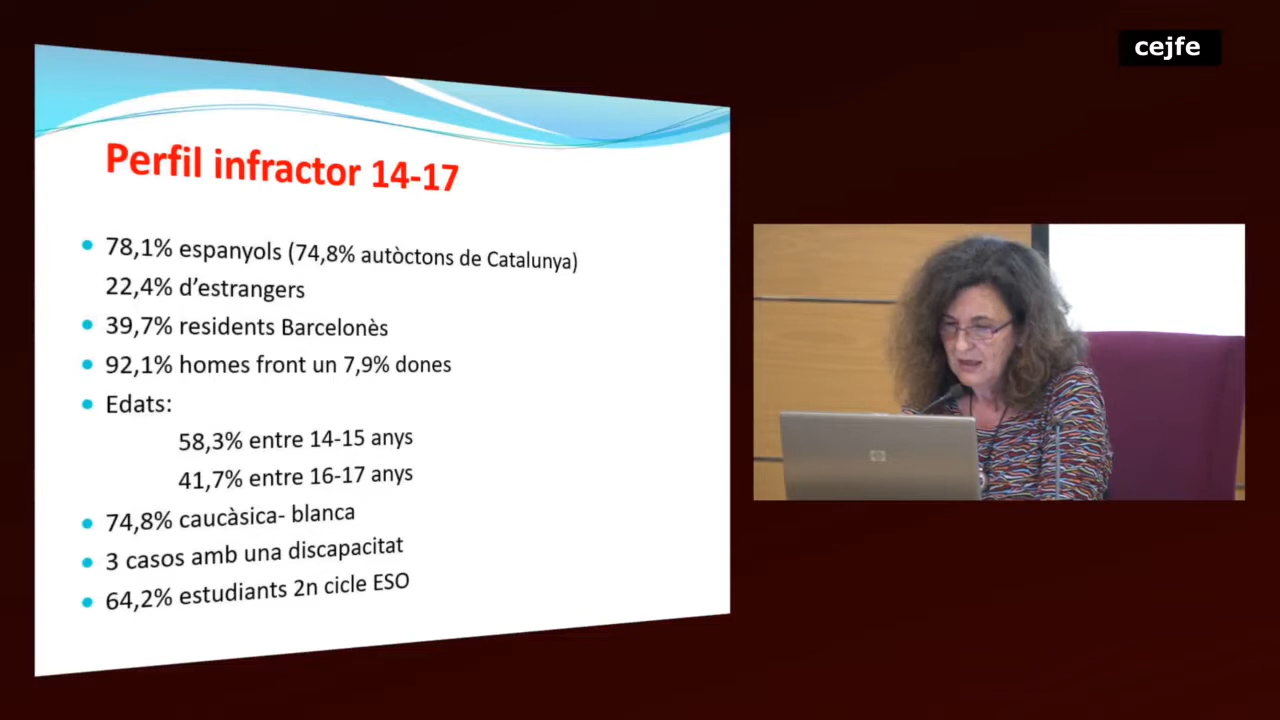 cejfe
Perfil infractor 14-17
78,1% espanyols (74,8% autòctons de Catalunya)
22,4% d'estrangers
39,7% residents Barcelonès
92,1% homes front un 7,9% dones
Edats:
58,3% entre 14-15 anys
41,7% entre 16-17 anys
74,8% caucàsica- blanca
3 casos amb una discapacitat
64,2% estudiants 2n cicle ESO